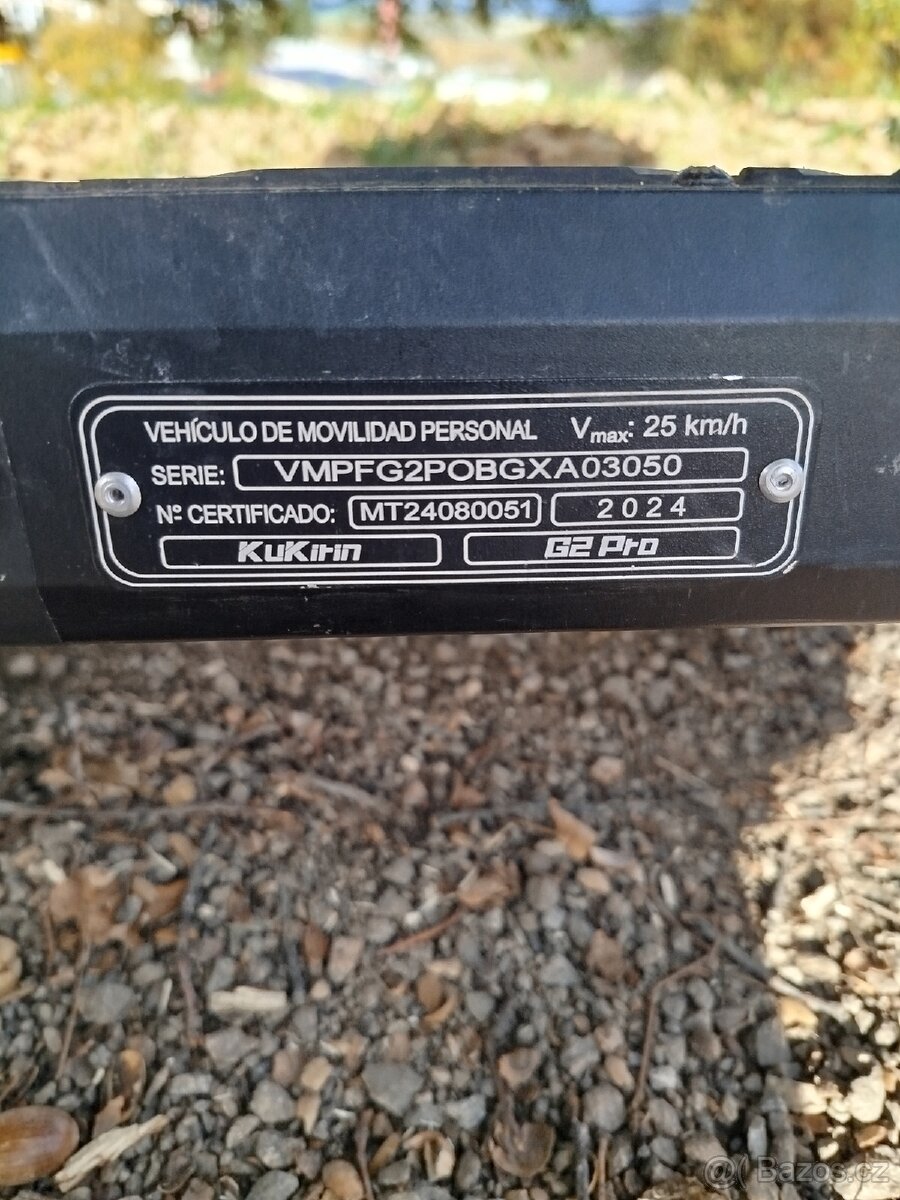 VEHÍCULO DE MOVILIDAD PERSONAL Vmax: 25 km/h
SERIE: VMPFG2POBGXA03050
Nº CERTIFICADO: MT24080051 2024
KuKirin G2 Pro
@ Bazos.cz